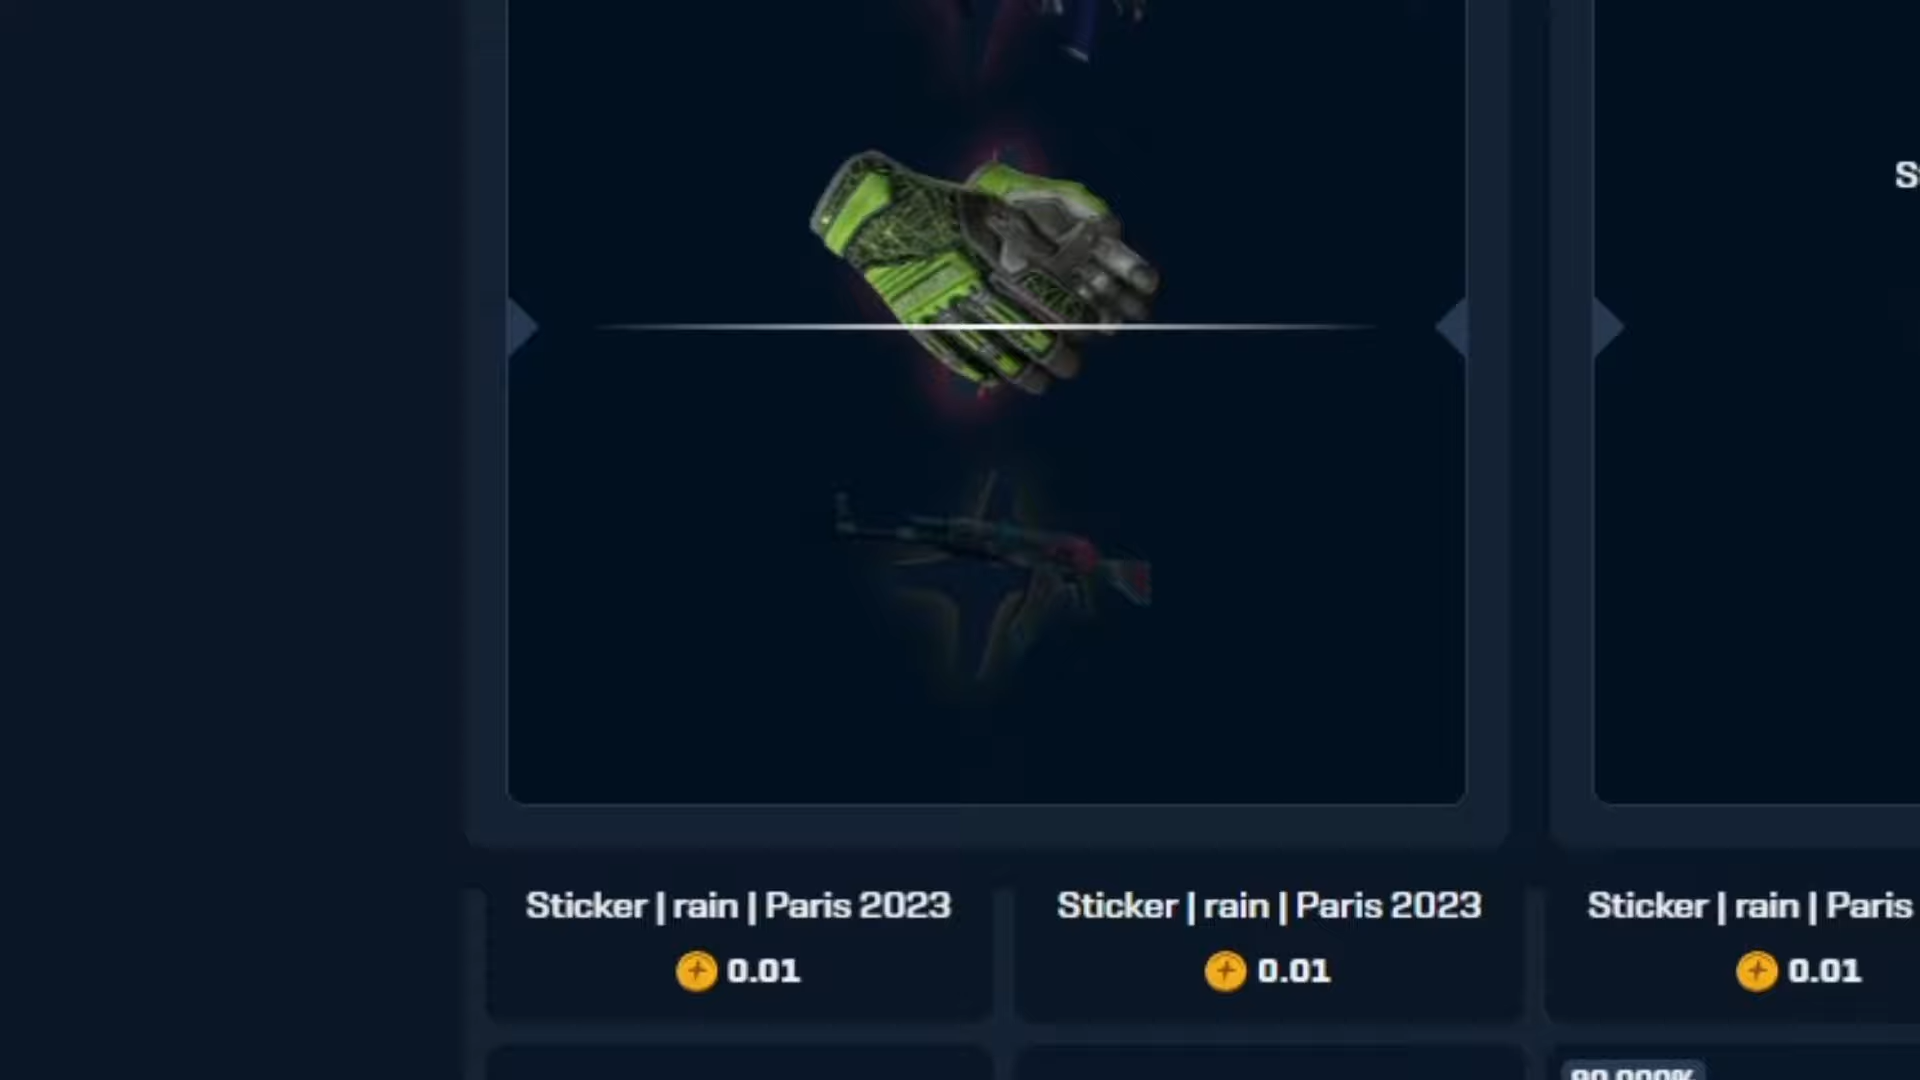 S
Sticker | rain | Paris 2023
Sticker | rain | Paris 2023
Sticker | rain | Paris
0.01
0.01
0.01